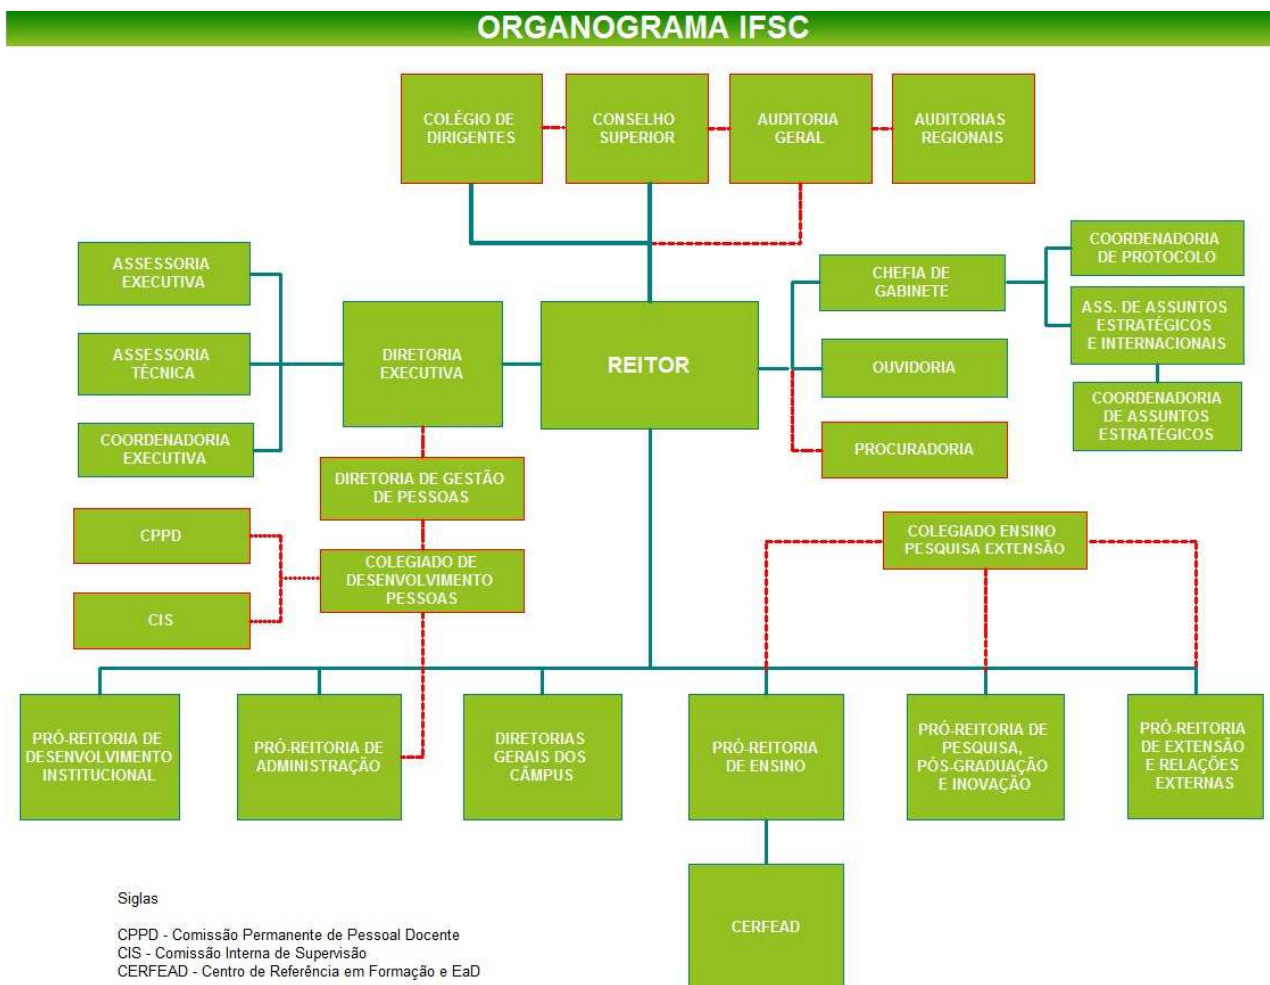 ORGANOGRAMA IFSC
COLÉGIO DE
DIRIGENTES
CONSELHO
SUPERIOR
AUDITORIA
GERAL
AUDITORIAS
REGIONAIS
ASSESSORIA
EXECUTIVA
ASSESSORIA
TÉCNICA
COORDENADORIA
EXECUTIVA
DIRETORIA
EXECUTIVA
REITOR
CHEFIA DE
GABINETE
OUVIDORIA
PROCURADORIA
COORDENADORIA
DE PROTOCOLO
ASS. DE ASSUNTOS
ESTRATÉGICOS
E INTERNACIONAIS
COORDENADORIA
DE ASSUNTOS
ESTRATÉGICOS
DIRETORIA DE GESTÃO
DE PESSOAS
CPPD
CIS
COLEGIADO DE
DESENVOLVIMENTO
PESSOAS
COLEGIADO ENSINO
PESQUISA EXTENSÃO
PRÓ-REITORIA DE
DESENVOLVIMENTO
INSTITUCIONAL
PRÓ-REITORIA DE
ADMINISTRAÇÃO
DIRETORIAS
GERAIS DOS
CÂMPUS
PRÓ-REITORIA
DE ENSINO
PRÓ-REITORIA DE
PESQUISA,
PÓS-GRADUAÇÃO
E INOVAÇÃO
PRÓ-REITORIA
DE EXTENSÃO
E RELAÇÕES
EXTERNAS
CERFEAD
Siglas
CPPD - Comissão Permanente de Pessoal Docente
CIS - Comissão Interna de Supervisão
CERFEAD - Centro de Referência em Formação e EaD